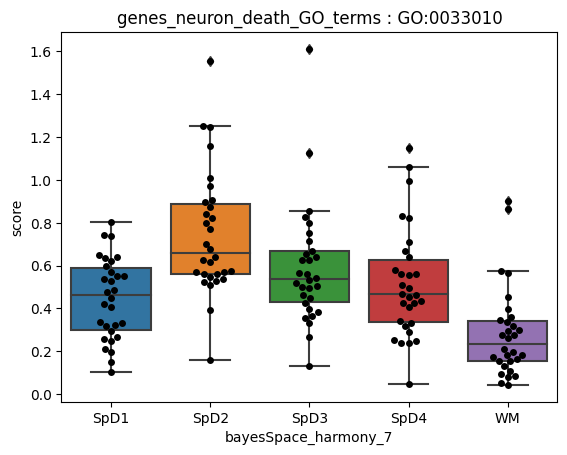 genes_neuron_death_GO_terms : GO:0033010
score
1.6
1.4
1.2
1.0
0.8
0.6
0.4
0.2
0.0
SpD1 SpD2 SpD3 SpD4 WM
bayesSpace_harmony_7